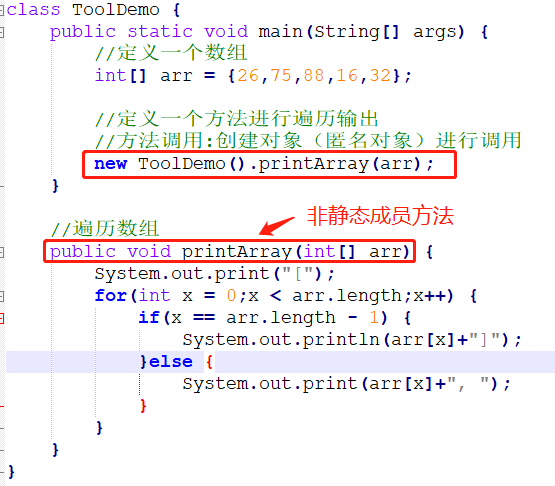 class ToolDemo {
    public static void main(String[] args) {
        //定义一个数组
        int[] arr = {26,75,88,16,32};
        //定义一个方法进行遍历输出
        //方法调用:创建对象（匿名对象）进行调用
        new ToolDemo().printArray(arr);
    }
    //遍历数组
非静态成员方法
    public void printArray(int[] arr) {
        System.out.print("[");
        for(int x = 0;x < arr.length;x++) {
            if(x == arr.length - 1) {
                System.out.println(arr[x]+"]");
            }else {
                System.out.print(arr[x]+", ");
            }
        }
    }
}